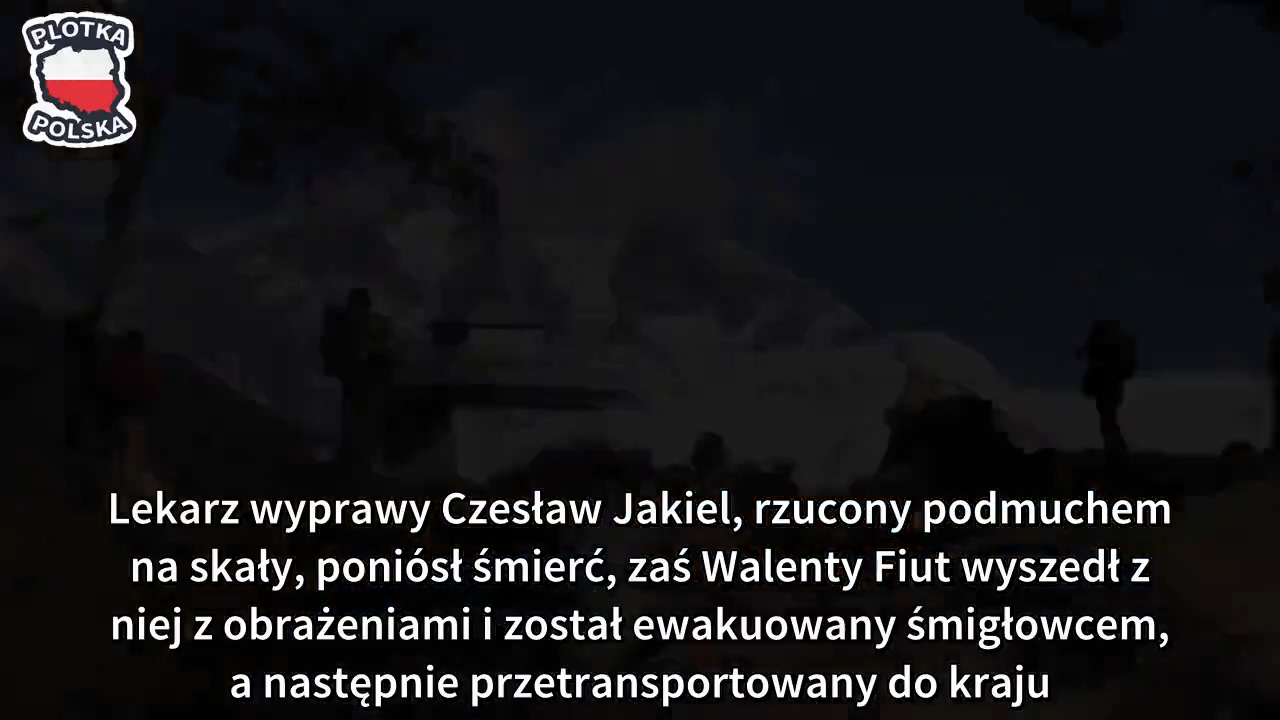 PLOTKA
POLSKA
Lekarz wyprawy Czesław Jakiel, rzucony podmuchem
na skały, poniósł śmierć, zaś Walenty Fiut wyszedł z
niej z obrażeniami i został ewakuowany śmigłowcem,
a następnie przetransportowany do kraju